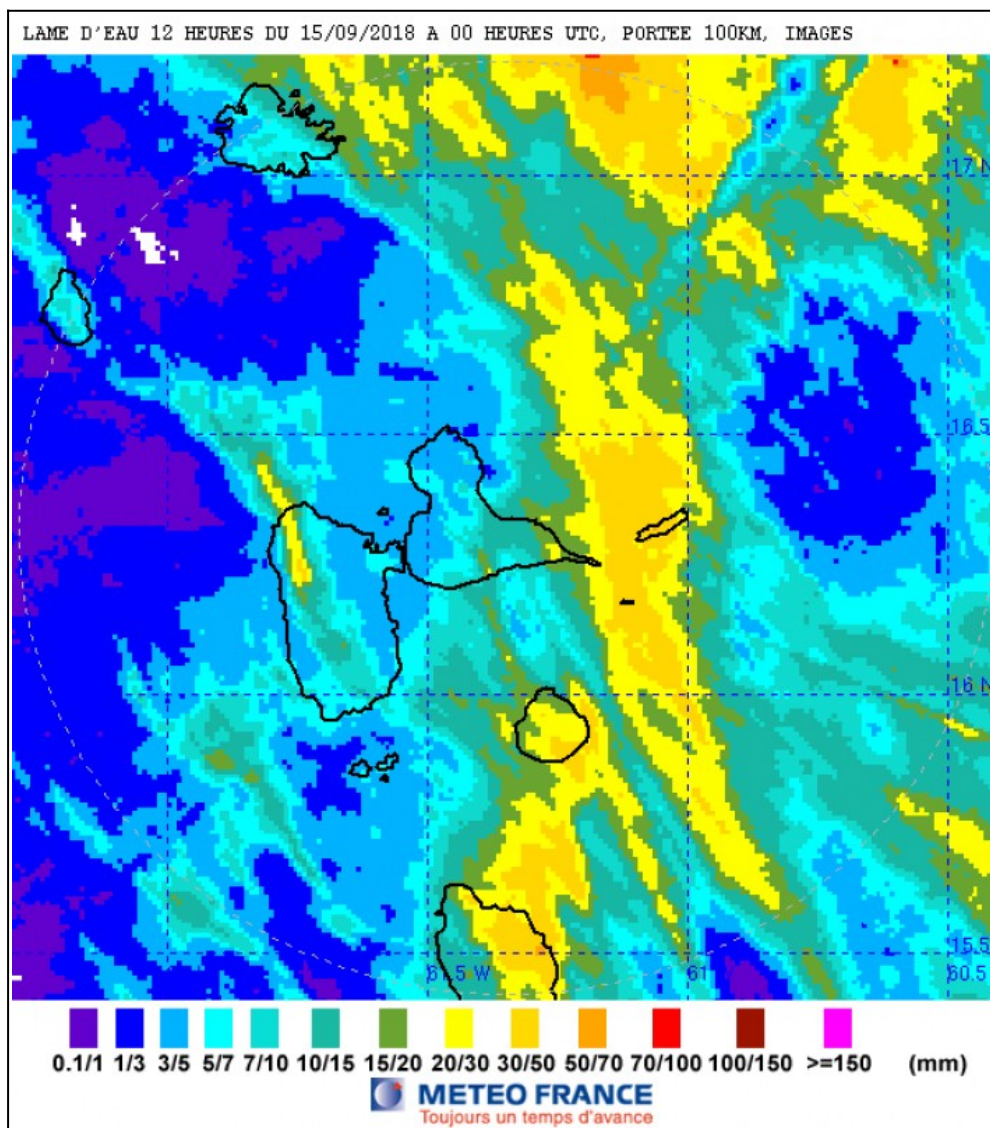 LAME D'EAU 12 HEURES DU 15/09/2018 A 00 HEURES UTC, PORTEE 100KM, IMAGES
17 N
16.5
16 N
15.5
61.5 W 61 60.5
0.1/1 1/3 3/5 5/7 7/10 10/15 15/20 20/30 30/50 50/70 70/100 100/150 >=150 (mm)
METEO FRANCE
Toujours un temps d'avance